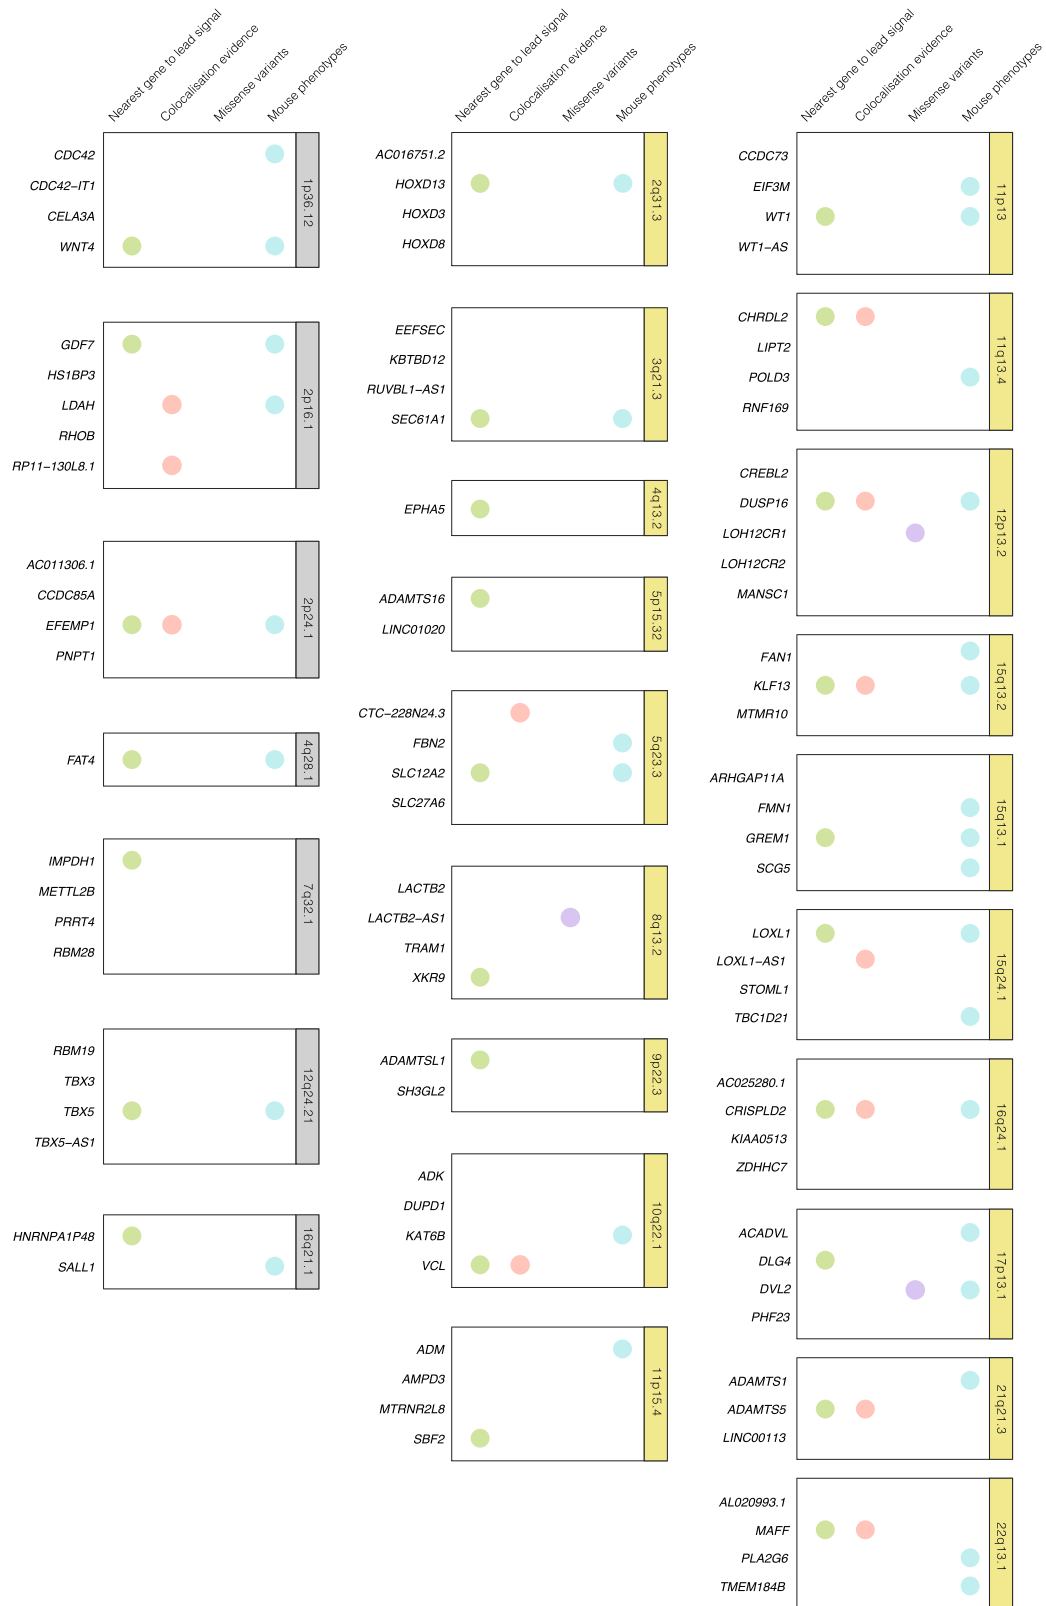 Nearest gene to lead signal
Colocalisation evidence
Missense variants
Mouse phenotypes
CDC42
CDC42−IT1
CELA3A
WNT4
1p36.12
GDF7
HS1BP3
LDAH
RHOB
RP11−130L8.1
2p16.1
AC011306.1
CCDC85A
EFEMP1
PNPT1
2p24.1
FAT4
4q28.1
IMPDH1
METTL2B
PRRT4
RBM28
7q32.1
RBM19
TBX3
TBX5
TBX5−AS1
12q24.21
HNRNPA1P48
SALL1
16q21.1
Nearest gene to lead signal
Colocalisation evidence
Missense variants
Mouse phenotypes
AC016751.2
HOXD13
HOXD3
HOXD8
2q31.3
EEFSEC
KBTBD12
RUVBL1−AS1
SEC61A1
3q21.3
EPHA5
4q13.2
ADAMTS16
LINC01020
5p15.32
CTC−228N24.3
FBN2
SLC12A2
SLC27A6
5q23.3
LACTB2
LACTB2−AS1
TRAM1
XKR9
8q13.2
ADAMTSL1
SH3GL2
9p22.3
ADK
DUPD1
KAT6B
VCL
10q22.1
ADM
AMPD3
MTRNR2L8
SBF2
11p15.4
Nearest gene to lead signal
Colocalisation evidence
Missense variants
Mouse phenotypes
CCDC73
EIF3M
WT1
WT1−AS
11p13
CHRDL2
LIPT2
POLD3
RNF169
11q13.4
CREBL2
DUSP16
LOH12CR1
LOH12CR2
MANSC1
12p13.2
FAN1
KLF13
MTMR10
15q13.2
ARHGAP11A
FMN1
GREM1
SCG5
15q13.1
LOXL1
LOXL1−AS1
STOML1
TBC1D21
15q24.1
AC025280.1
CRISPLD2
KIAA0513
ZDHHC7
16q24.1
ACADVL
DLG4
DVL2
PHF23
17p13.1
ADAMTS1
ADAMTS5
LINC00113
21q21.3
AL020993.1
MAFF
PLA2G6
TMEM184B
22q13.1